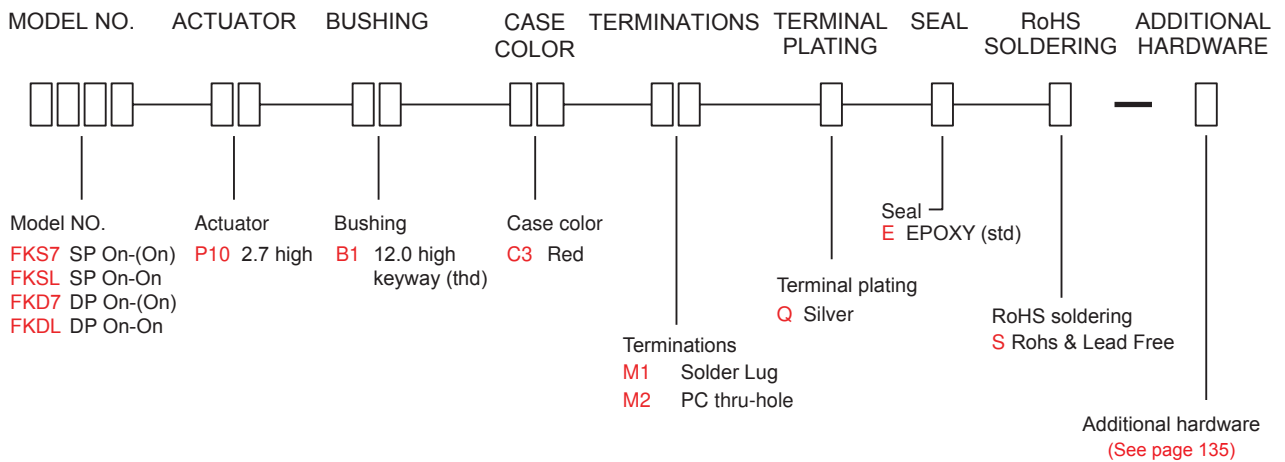 MODEL NO. ACTUATOR BUSHING CASE COLOR TERMINATIONS TERMINAL PLATING SEAL RoHS SOLDERING ADDITIONAL HARDWARE
Model NO.
FKS7 SP On-(On)
FKSL SP On-On
FKD7 DP On-(On)
FKDL DP On-On
Actuator
P10 2.7 high
Bushing
B1 12.0 high
keyway (thd)
Case color
C3 Red
Terminations
M1 Solder Lug
M2 PC thru-hole
Terminal plating
Q Silver
Seal
E EPOXY (std)
RoHS soldering
S Rohs & Lead Free
Additional hardware
(See page 135)